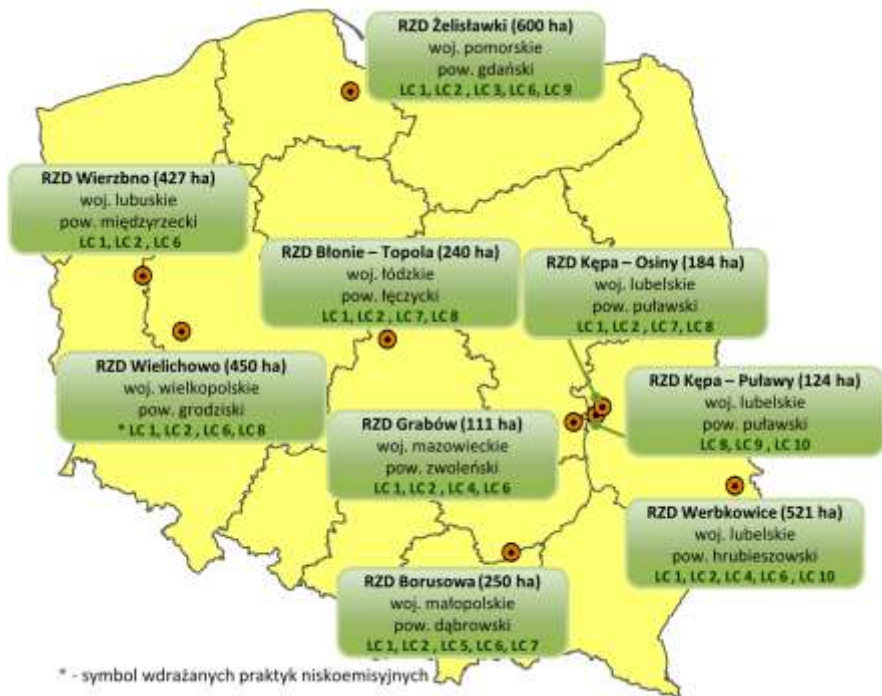 RZD Żelisławki (600 ha)
woj. pomorskie
pow. gdański
LC 1, LC 2 , LC 3, LC 6, LC 9
RZD Wierzbno (427 ha)
woj. lubuskie
pow. międzyrzecki
LC 1, LC 2 , LC 6
RZD Błonie – Topola (240 ha)
woj. łódzkie
pow. łęczycki
LC 1, LC 2 , LC 7, LC 8
RZD Kępa – Osiny (184 ha)
woj. lubelskie
pow. puławski
LC 1, LC 2 , LC 7, LC 8
RZD Wielichowo (450 ha)
woj. wielkopolskie
pow. grodziski
* LC 1, LC 2 , LC 6, LC 8
RZD Kępa – Puławy (124 ha)
woj. lubelskie
pow. puławski
LC 8, LC 9 , LC 10
RZD Grabów (111 ha)
woj. mazowieckie
pow. zwoleński
LC 1, LC 2 , LC 4, LC 6
RZD Werbkowice (521 ha)
woj. lubelskie
pow. hrubieszowski
LC 1, LC 2, LC 4, LC 6 , LC 10
RZD Borusowa (250 ha)
woj. małopolskie
pow. dąbrowski
LC 1, LC 2 , LC 5, LC 6, LC 7
* - symbol wdrażanych praktyk niskoemisyjnych